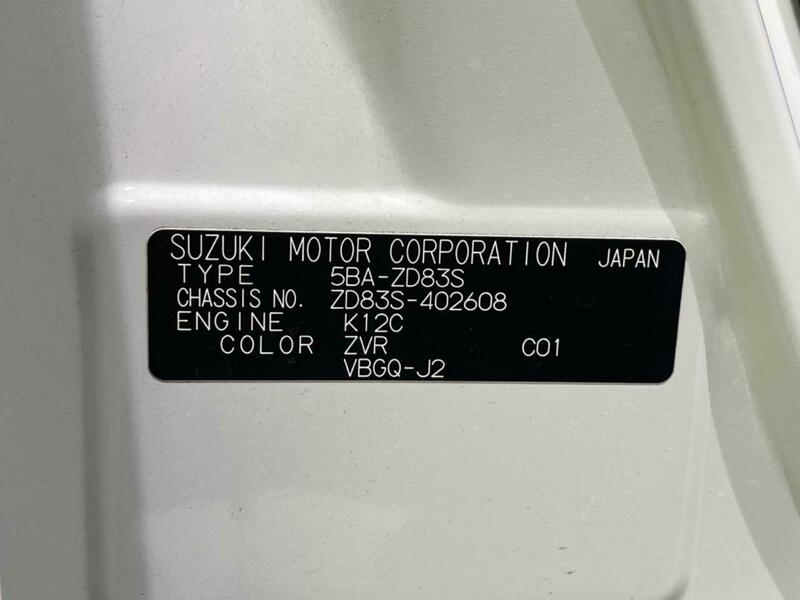 SUZUKI MOTOR CORPORATION JAPAN
TYPE 5BA-ZD83S
CHASSIS NO. ZD83S-402608
ENGINE K12C
COLOR ZVR C01
VBGQ-J2